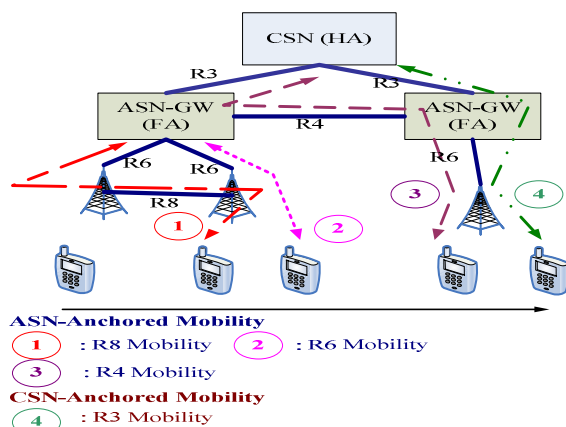 CSN (HA)
R3
R3
ASN-GW
(FA)
ASN-GW
(FA)
R4
R6
R6
R6
R8
1
2
3
4
ASN-Anchored Mobility
1 : R8 Mobility 2 : R6 Mobility
3 : R4 Mobility
CSN-Anchored Mobility
4 : R3 Mobility